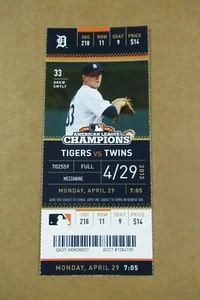 SEC ROW SEAT PRICE
218 11 9 $14
33
DREW
SMYLY
AMERICAN LEAGUE
CHAMPIONS
TIGERS VS TWINS
702559 FULL
MEZZANINE
4/29
2013
MONDAY, APRIL 29 7:05
SEC ROW SEAT PRICE
218 11 9 $14
MONDAY, APRIL 29 7:05